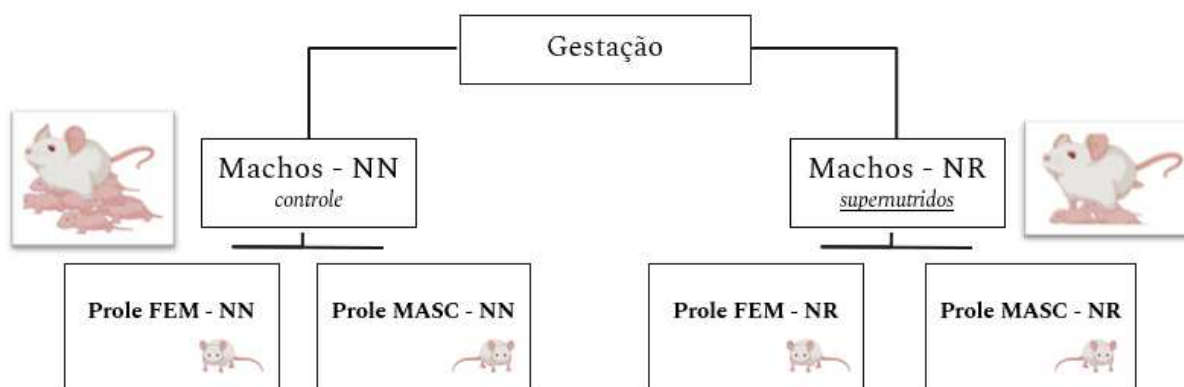 Gestação
Machos - NN
controle
Machos - NR
supernutridos
Prole FEM - NN
Prole MASC - NN
Prole FEM - NR
Prole MASC - NR